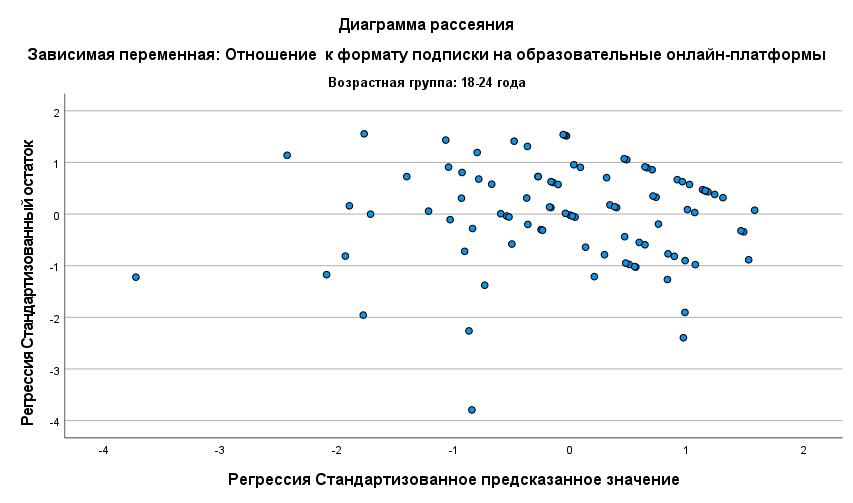 Диаграмма рассеяния
Зависимая переменная: Отношение к формату подписки на образовательные онлайн-платформы
Возрастная группа: 18-24 года
Регрессия Стандартизованный остаток
2
1
0
-1
-2
-3
-4
-4 -3 -2 -1 0 1 2
Регрессия Стандартизованное предсказанное значение